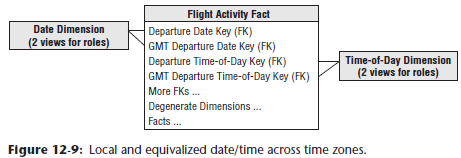 Flight Activity Fact
Date Dimension
(2 views for roles)
Departure Date Key (FK)
GMT Departure Date Key (FK)
Departure Time-of-Day Key (FK)
GMT Departure Time-of-Day Key (FK)
More FKs ...
Degenerate Dimensions ...
Facts ...
Time-of-Day Dimension
(2 views for roles)
Figure 12-9: Local and equivalized date/time across time zones.